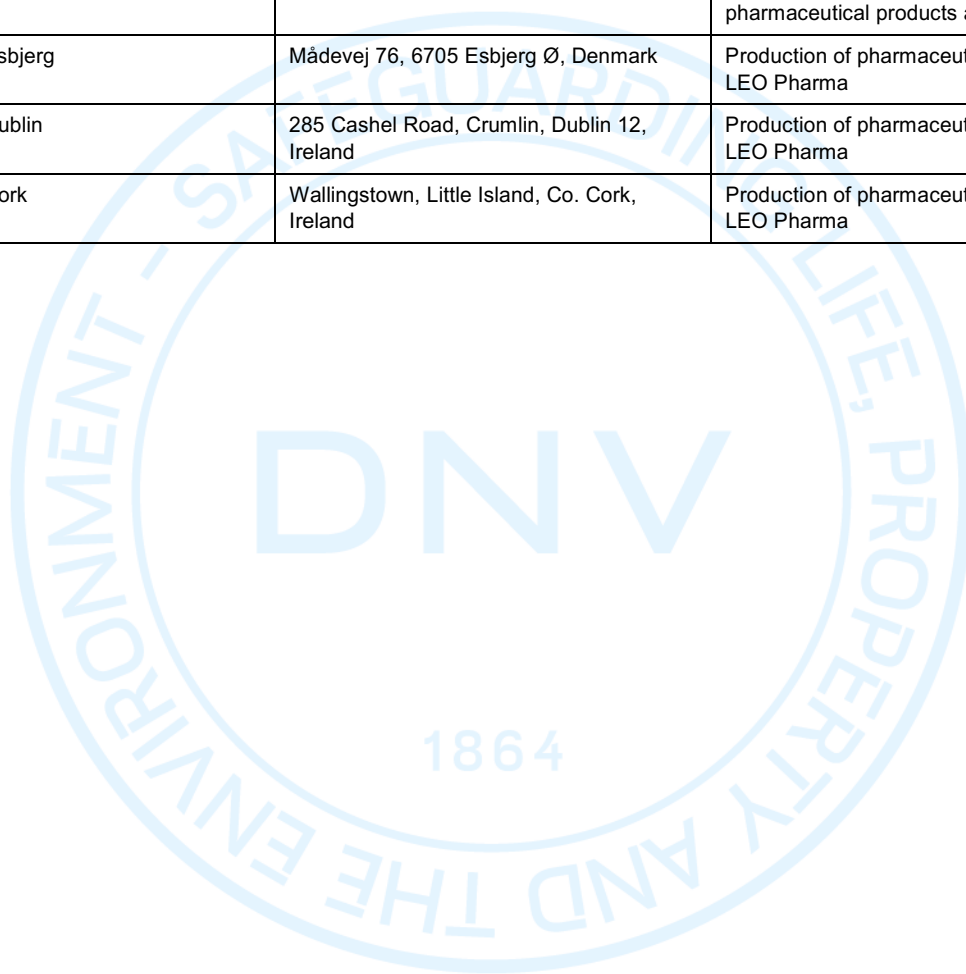 pharmaceutical products
sbjerg
Mådevej 76, 6705 Esbjerg Ø, Denmark
Production of pharmaceut
LEO Pharma
ublin
285 Cashel Road, Crumlin, Dublin 12,
Ireland
Production of pharmaceut
LEO Pharma
ork
Wallingstown, Little Island, Co. Cork,
Ireland
Production of pharmaceut
LEO Pharma
SAFEGUARDING LIFE, PROPERTY AND THE ENVIRONMENT –
DNV
1864